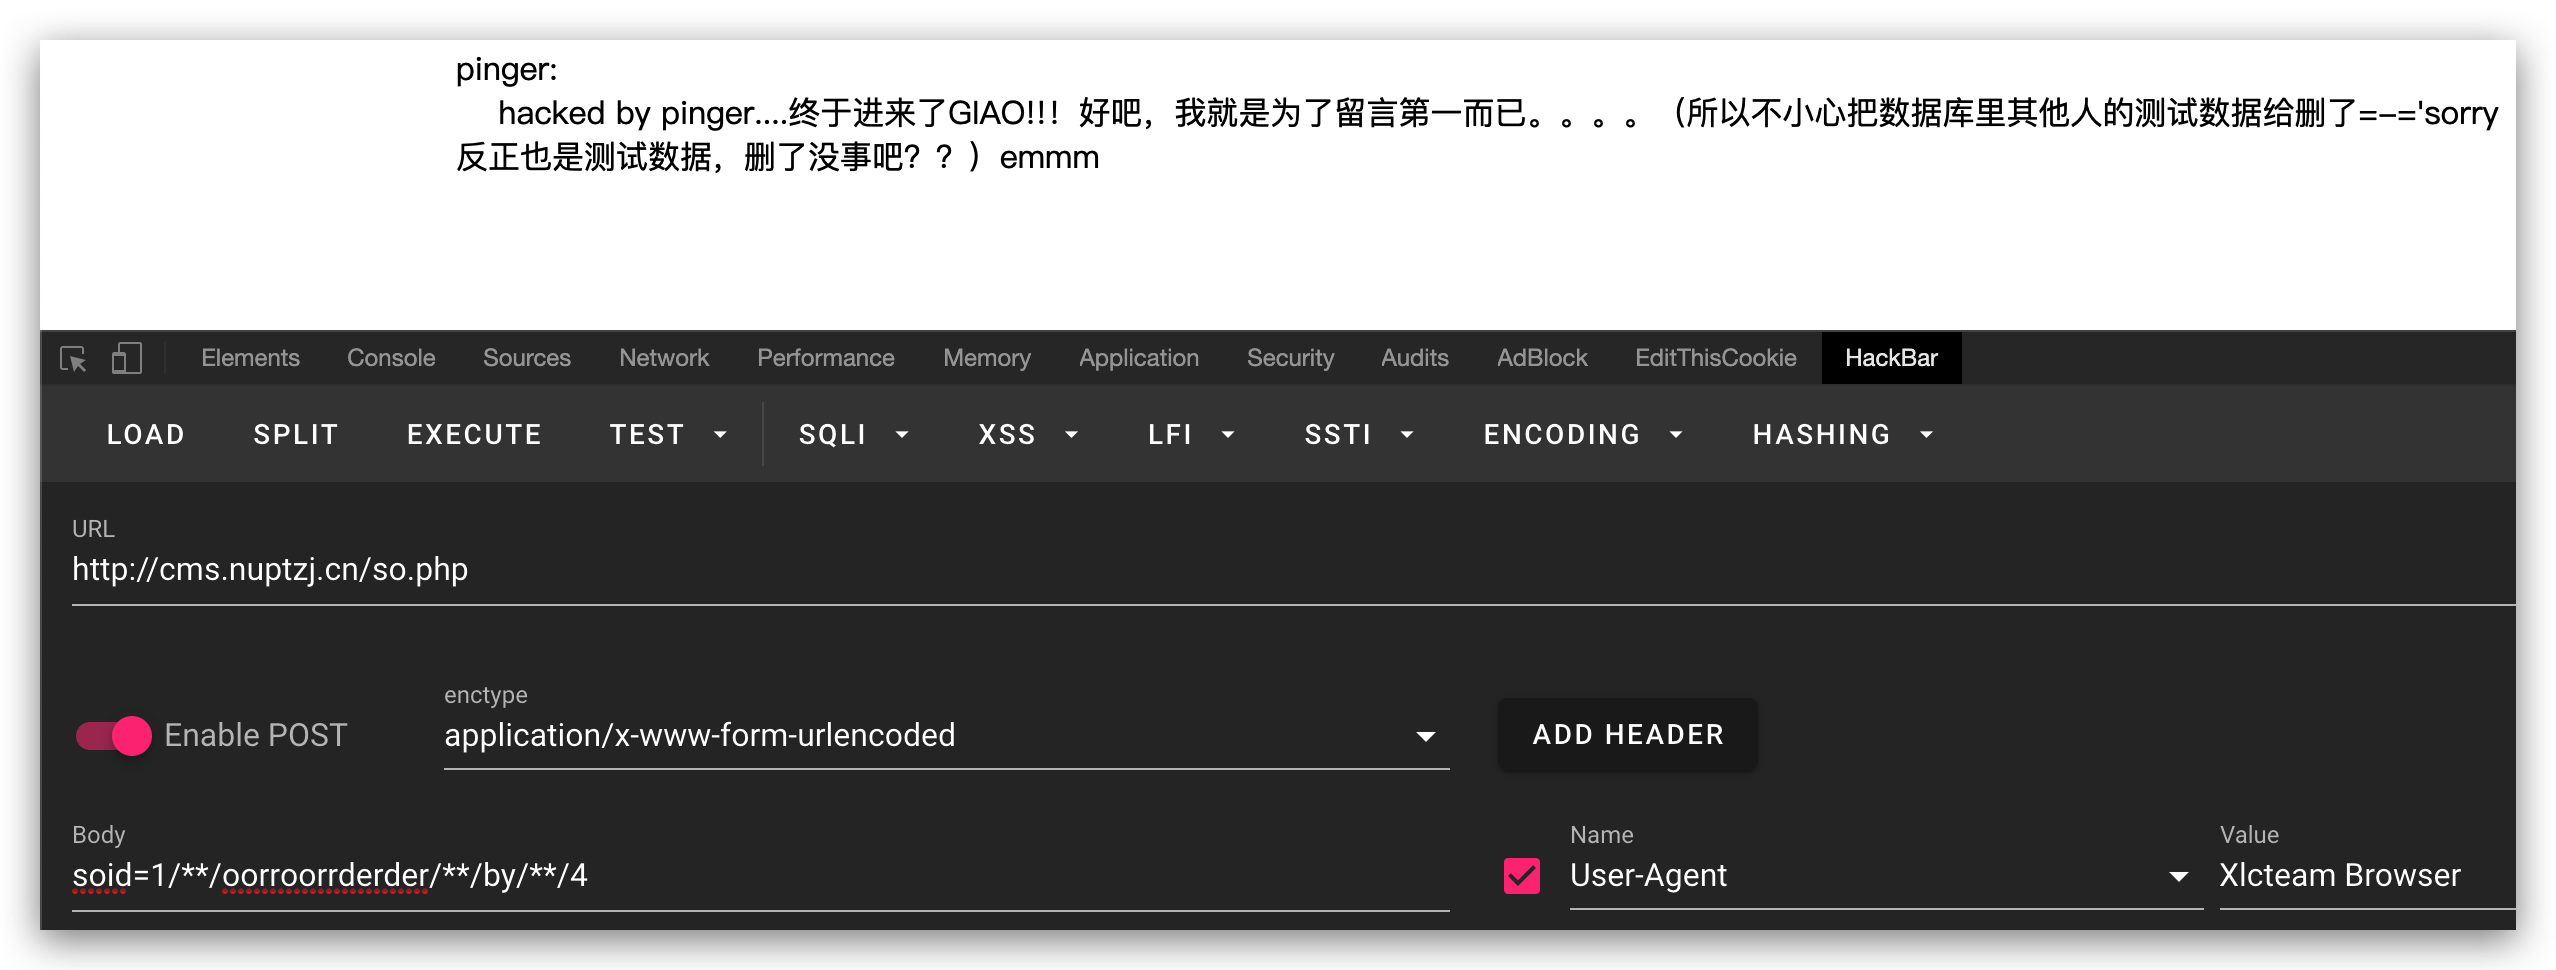 pinger:
hacked by pinger....终于进来了GIAO!!! 好吧，我就是为了留言第一而已。。。。（所以不小心把数据库里其他人的测试数据给删了=-='sorry
反正也是测试数据，删了没事吧？？）emmm
Elements Console Sources Network Performance Memory Application Security Audits AdBlock EditThisCookie HackBar
LOAD SPLIT EXECUTE TEST SQLI XSS LFI SSTI ENCODING HASHING
URL
http://cms.nuptzj.cn/so.php
enctype
Enable POST application/x-www-form-urlencoded ADD HEADER
Body Name Value
soid=1/**/oorroorrderder/**/by/**/4 User-Agent Xlcteam Browser